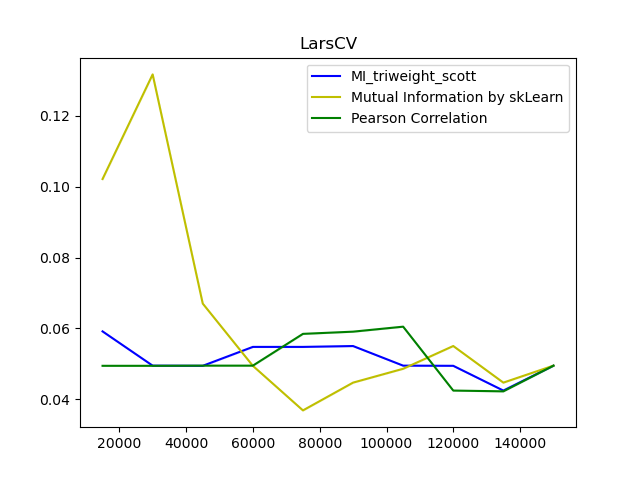 LarsCV
MI_triweight_scott
Mutual Information by skLearn
Pearson Correlation
0.12
0.10
0.08
0.06
0.04
20000 40000 60000 80000 100000 120000 140000